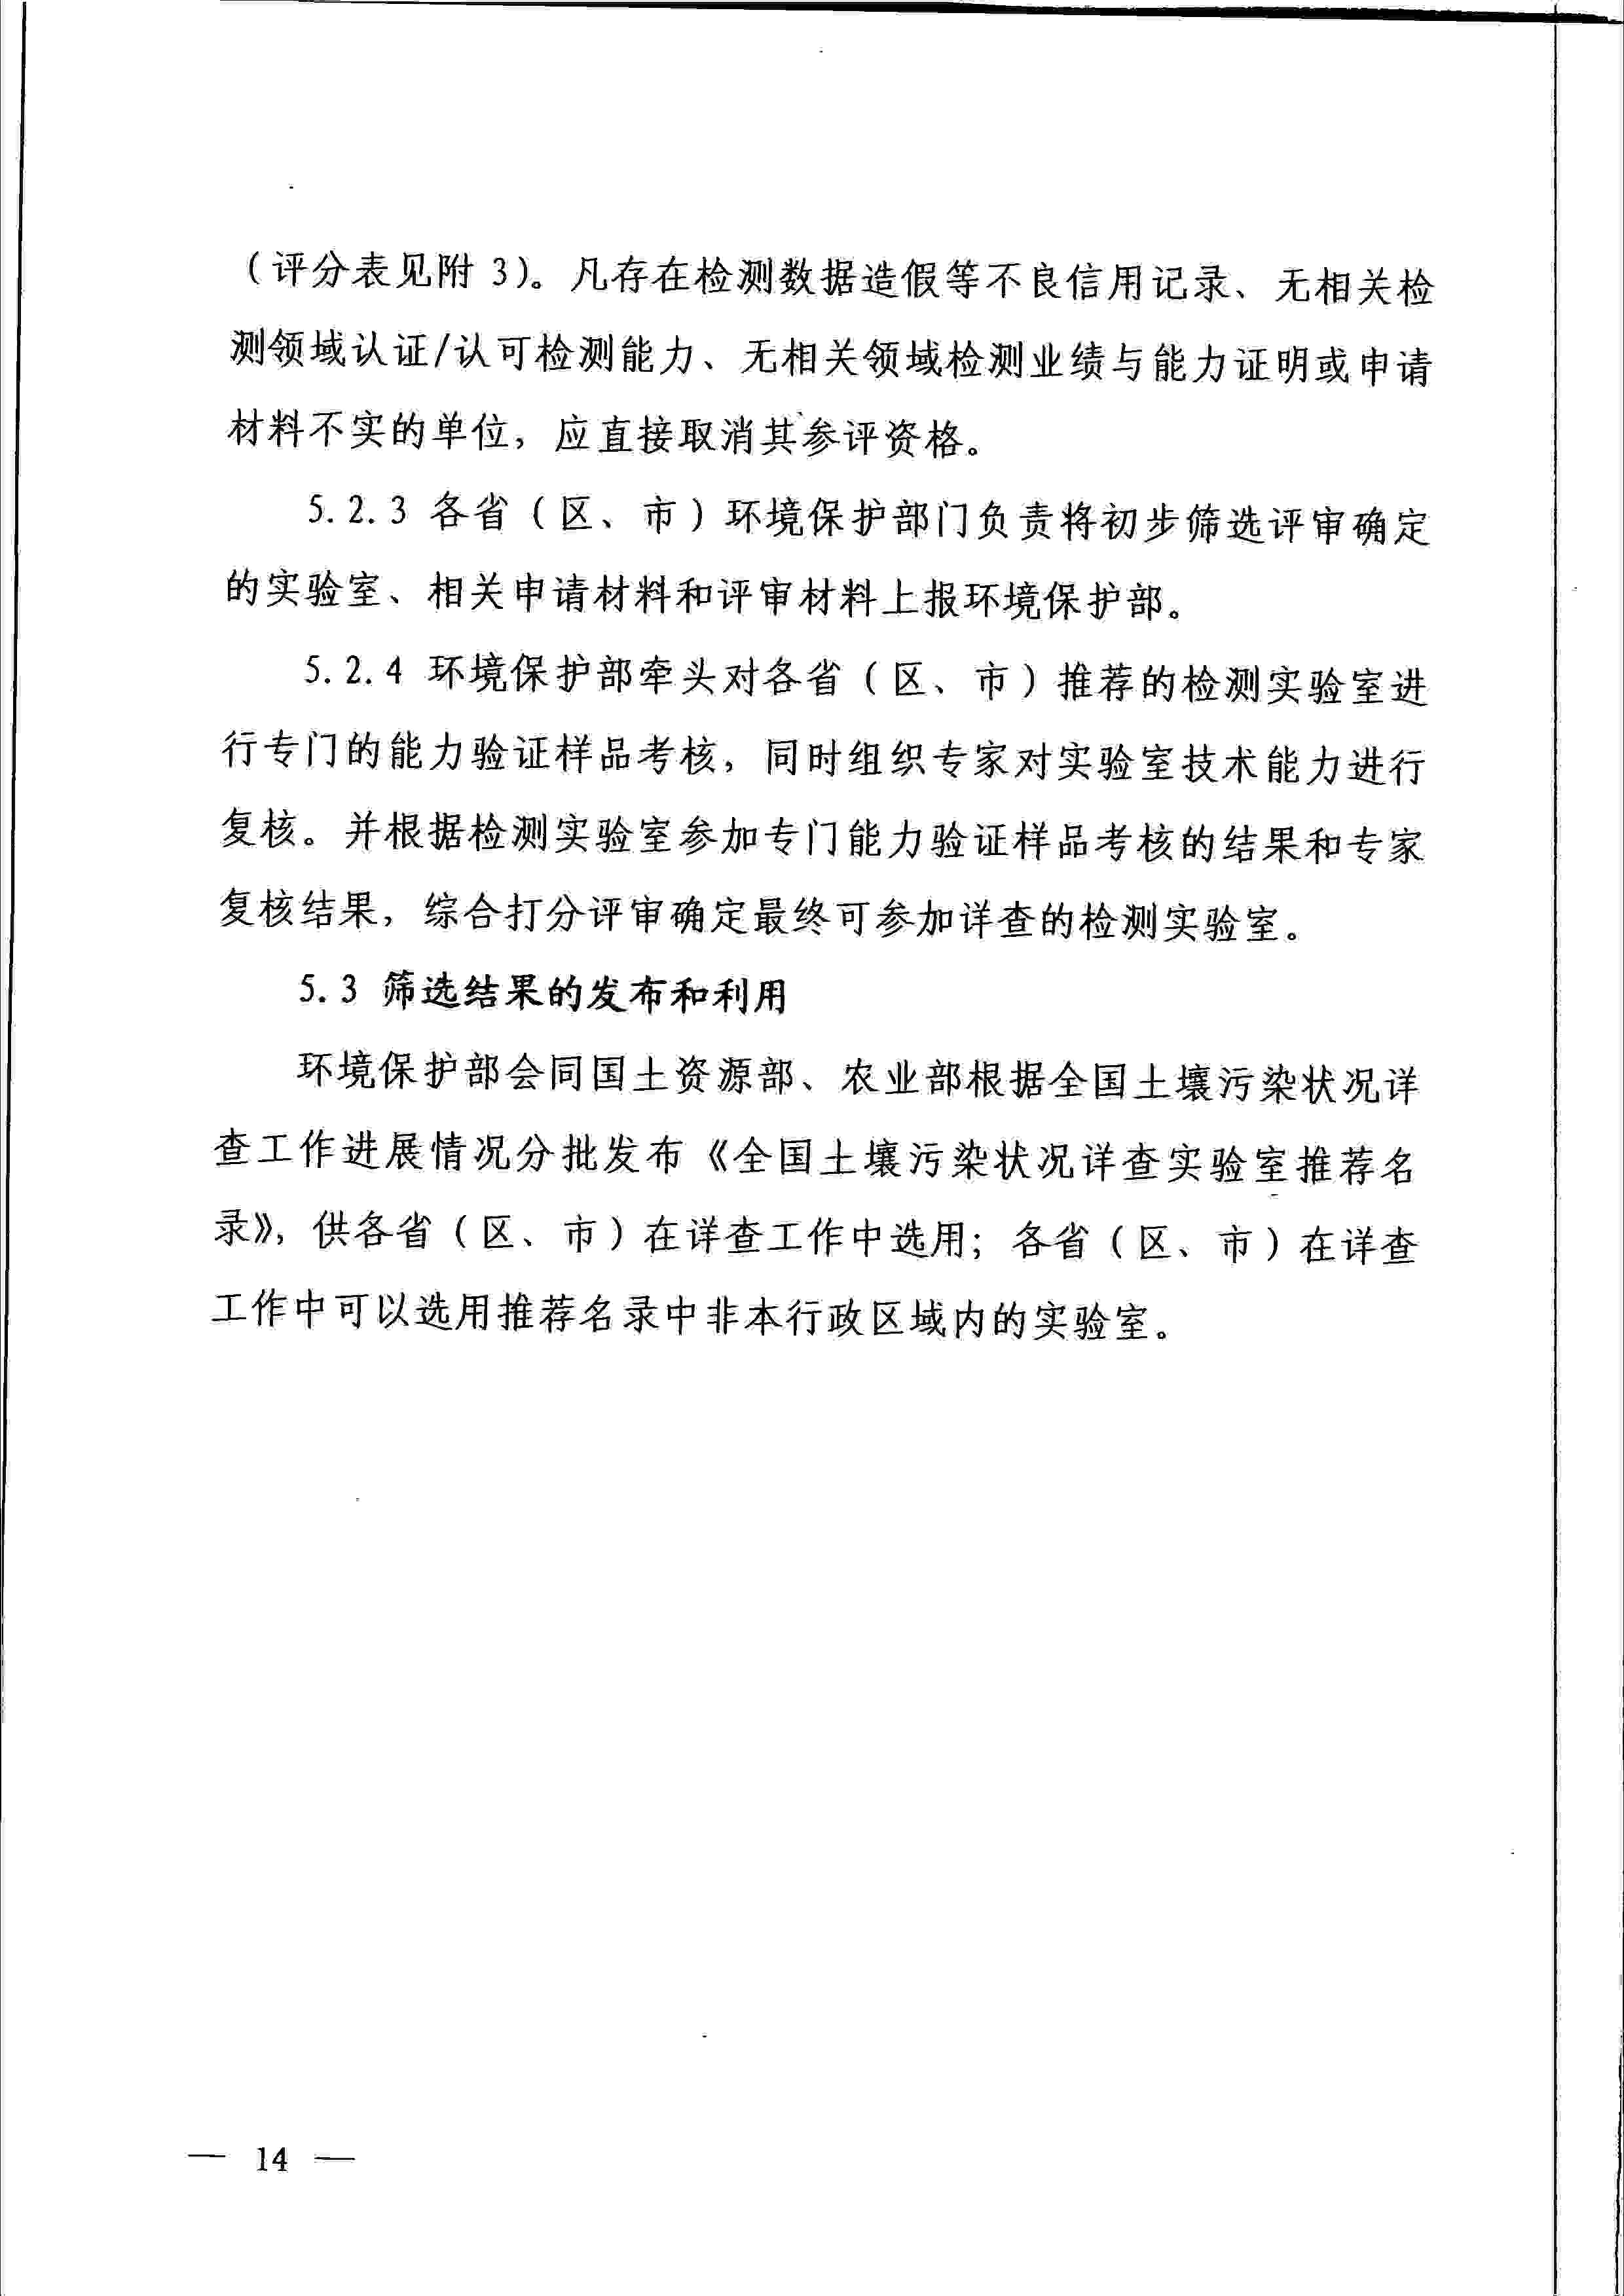 （评分表见附 3）。凡存在检测数据造假等不良信用记录、无相关检
测领域认证/认可检测能力、无相关领域检测业绩与能力证明或申请
材料不实的单位，应直接取消其参评资格。
5.2.3 各省（区、市）环境保护部门负责将初步筛选评审确定
的实验室、相关申请材料和评审材料上报环境保护部。
5.2.4 环境保护部牵头对各省（区、市）推荐的检测实验室进
行专门的能力验证样品考核，同时组织专家对实验室技术能力进行
复核。并根据检测实验室参加专门能力验证样品考核的结果和专家
复核结果，综合打分评审确定最终可参加详查的检测实验室。
5.3 筛选结果的发布和利用
环境保护部会同国土资源部、农业部根据全国土壤污染状况详
查工作进展情况分批发布《全国土壤污染状况详查实验室推荐名
录》，供各省（区、市）在详查工作中选用；各省（区、市）在详查
工作中可以选用推荐名录中非本行政区域内的实验室。
— 14 —